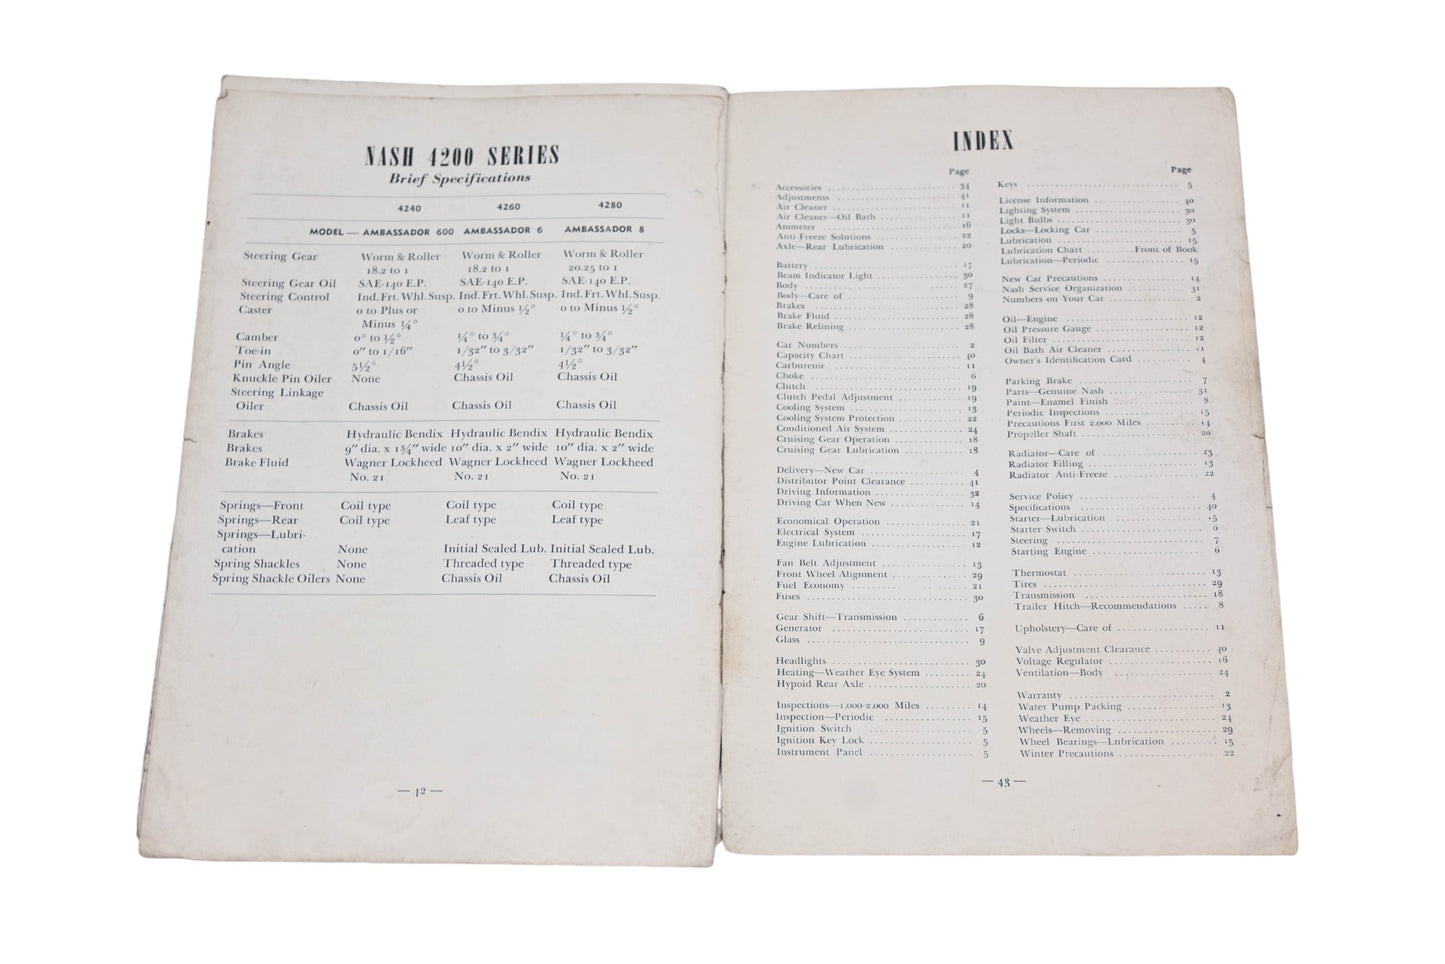 NASH 4200 SERIES
Brief Specifications
4240 4260 4280
MODEL — AMBASSADOR 600 AMBASSADOR 6 AMBASSADOR 8
Steering Gear Worm & Roller Worm & Roller Worm & Roller
18.2 to 1 18.2 to 1 20.25 to 1
Steering Gear Oil SAE-140 E.P. SAE-140 E.P. SAE-140 E.P.
Steering Control Ind. Frt. Whl. Susp. Ind. Frt. Whl. Susp. Ind. Frt. Whl. Susp.
Caster 0 to Plus or 0 to Minus ½° 0 to Minus ½°
Minus ¼°
Camber 0° to ½° ¼° to ¾° ¼° to ¾°
Toe-in 0″ to 1/16″ 1/32″ to 3/32″ 1/32″ to 3/32″
Pin Angle 5½° 4½° 4½°
Knuckle Pin Oiler None Chassis Oil Chassis Oil
Steering Linkage
Oiler Chassis Oil Chassis Oil Chassis Oil
Brakes Hydraulic Bendix Hydraulic Bendix Hydraulic Bendix
Brakes 9″ dia. x 1¾″ wide 10″ dia. x 2″ wide 10″ dia. x 2″ wide
Brake Fluid Wagner Lockheed Wagner Lockheed Wagner Lockheed
No. 21 No. 21 No. 21
Springs—Front Coil type Coil type Coil type
Springs—Rear Coil type Leaf type Leaf type
Springs—Lubri-
cation None Initial Sealed Lub. Initial Sealed Lub.
Spring Shackles None Threaded type Threaded type
Spring Shackle Oilers None Chassis Oil Chassis Oil
— 42 —
INDEX
Page
Accessories 34
Adjustments 41
Air Cleaner 11
Air Cleaner—Oil Bath 11
Ammeter 16
Anti Freeze Solutions 22
Axle—Rear Lubrication 20
Battery 17
Beam Indicator Light 30
Body 27
Body—Care of 9
Brakes 28
Brake Fluid 28
Brake Relining 28
Car Numbers 2
Capacity Chart 40
Carburetor 11
Choke 6
Clutch 19
Clutch Pedal Adjustment 19
Cooling System 13
Cooling System Protection 22
Conditioned Air System 24
Cruising Gear Operation 18
Cruising Gear Lubrication 18
Delivery—New Car 4
Distributor Point Clearance 41
Driving Information 32
Driving Car When New 14
Economical Operation 21
Electrical System 17
Engine Lubrication 12
Fan Belt Adjustment 13
Front Wheel Alignment 29
Fuel Economy 21
Fuses 30
Gear Shift—Transmission 6
Generator 17
Glass 9
Headlights 30
Heating—Weather Eye System 24
Hypoid Rear Axle 20
Inspections—1,000-2,000 Miles 14
Inspection—Periodic 15
Ignition Switch 5
Ignition Key Lock 5
Instrument Panel 5
Page
Keys 5
License Information 40
Lighting System 30
Light Bulbs 30
Locks—Locking Car 5
Lubrication 15
Lubrication Chart Front of Book
Lubrication—Periodic 15
New Car Precautions 14
Nash Service Organization 31
Numbers on Your Car 2
Oil—Engine 12
Oil Pressure Gauge 12
Oil Filter 12
Oil Bath Air Cleaner 11
Owner's Identification Card 4
Parking Brake 7
Parts—Genuine Nash 31
Paint—Enamel Finish 8
Periodic Inspections 15
Precautions First 2,000 Miles 14
Propeller Shaft 20
Radiator—Care of 23
Radiator Filling 13
Radiator Anti-Freeze 22
Service Policy 4
Specifications 40
Starter—Lubrication 15
Starter Switch 6
Steering 7
Starting Engine 6
Thermostat 13
Tires 29
Transmission 18
Trailer Hitch—Recommendations 8
Upholstery—Care of 11
Valve Adjustment Clearance 40
Voltage Regulator 16
Ventilation—Body 24
Warranty 2
Water Pump Packing 13
Weather Eye 24
Wheels—Removing 29
Wheel Bearings—Lubrication 15
Winter Precautions 22
— 43 —